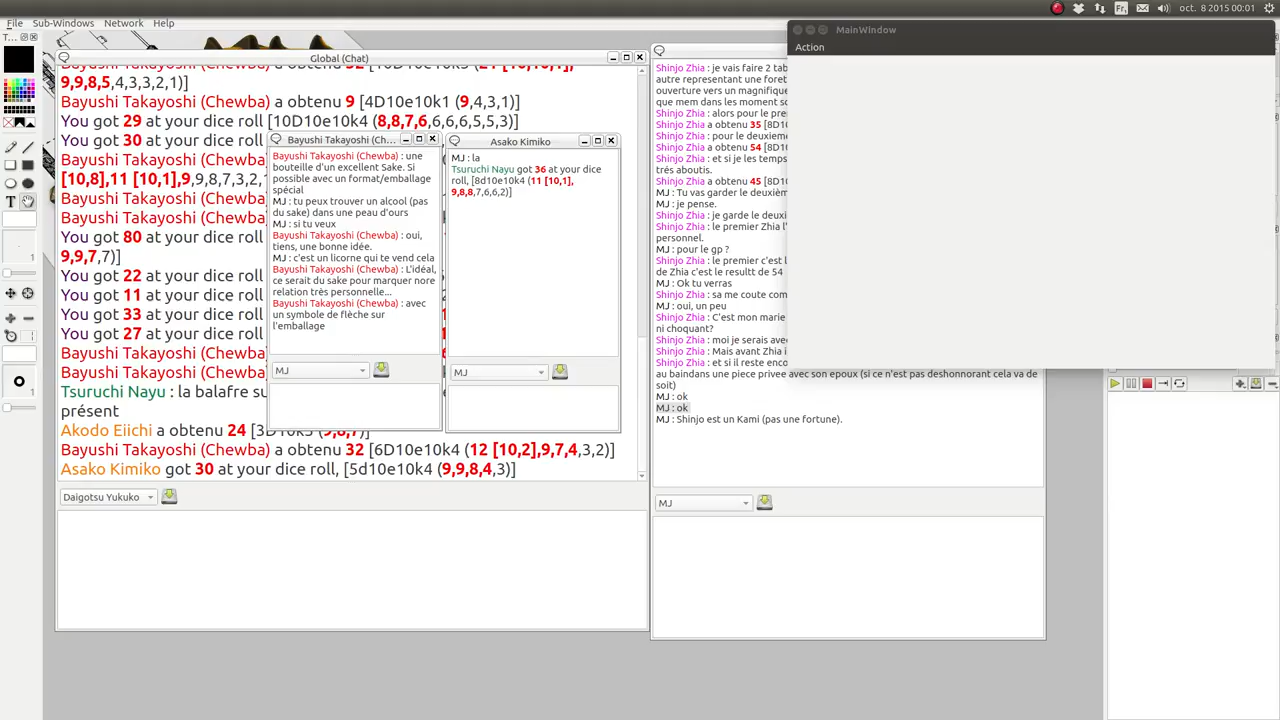 Fr₁
oct. 8 2015 00:01
File
Sub-Windows
Network
Help
MainWindow
Action
T...
T
1
1
Global (Chat)
9,9,8,5,4,3,3,2,1)]
Bayushi Takayoshi (Chewba) a obtenu 9 [4D10e10k1 (9,4,3,1)]
You got 29 at your dice roll [10D10e10k4 (8,8,7,6,6,6,6,5,5,3)]
You got 30 at your dice
Bayushi Takayoshi (Chewba)
[10,8],11 [10,1],9,9,8,7,3,2,
Bayushi Takayoshi (Chewba)
Bayushi Takayoshi (Chewba)
You got 80 at your dice roll
9,9,7,7)]
You got 22 at your dice roll
You got 11 at your dice roll
You got 33 at your dice roll
You got 27 at your dice roll
Bayushi Takayoshi (Chewba)
Bayushi Takayoshi (Chewba)
Tsuruchi Nayu : la balafre su
présent
Akodo Eiichi a obtenu 24
Bayushi Takayoshi (Chewba) a obtenu 32 [6D10e10k4 (12 [10,2],9,7,4,3,2)]
Asako Kimiko got 30 at your dice roll, [5d10e10k4 (9,9,8,4,3)]
Daigotsu Yukuko
Bayushi Takayoshi (Ch...
Bayushi Takayoshi (Chewba) : une
bouteille d'un excellent Sake. Si
possible avec un format/emballage
spécial
MJ : tu peux trouver un alcool (pas
du sake) dans une peau d'ours
MJ : si tu veux
Bayushi Takayoshi (Chewba) : oui,
tiens, une bonne idée.
MJ : c'est un licorne qui te vend cela
Bayushi Takayoshi (Chewba) : L'idéal,
ce serait du sake pour marquer nore
relation très personnelle...
Bayushi Takayoshi (Chewba) : avec
un symbole de flèche sur
l'emballage
MJ
Asako Kimiko
MJ : la
Tsuruchi Nayu got 36 at your dice
roll, [8d10e10k4 (11 [10,1],
9,8,8,7,6,6,2)]
MJ
Shinjo Zhia : je vais faire 2 tab
autre representant une foret
ouverture vers un magnifique
que mem dans les moment so
Shinjo Zhia : alors pour le pre
Shinjo Zhia a obtenu 35 [8D1
Shinjo Zhia : pour le deuxieme
Shinjo Zhia a obtenu 54 [8D1
Shinjo Zhia : et si je les temps
très aboutis.
Shinjo Zhia a obtenu 45 [8D1
MJ : Tu vas garder le deuxièm
MJ : je pense.
Shinjo Zhia : je garde le deuxi
Shinjo Zhia : le premier Zhia l'
personnel.
MJ : pour le gp ?
Shinjo Zhia : le premier c'est l
de Zhia c'est le resultt de 54
MJ : Ok tu verras
Shinjo Zhia : sa me coute com
MJ : oui, un peu
Shinjo Zhia : C'est mon marie
ni choquant?
Shinjo Zhia : moi je serais avec
Shinjo Zhia : Mais avant Zhia i
Shinjo Zhia : et si il reste enco
au baindans une piece privee avec son epoux (si ce n'est pas deshonnorant cela va de
soit)
MJ : ok
MJ : ok
MJ : Shinjo est un Kami (pas une fortune).
MJ